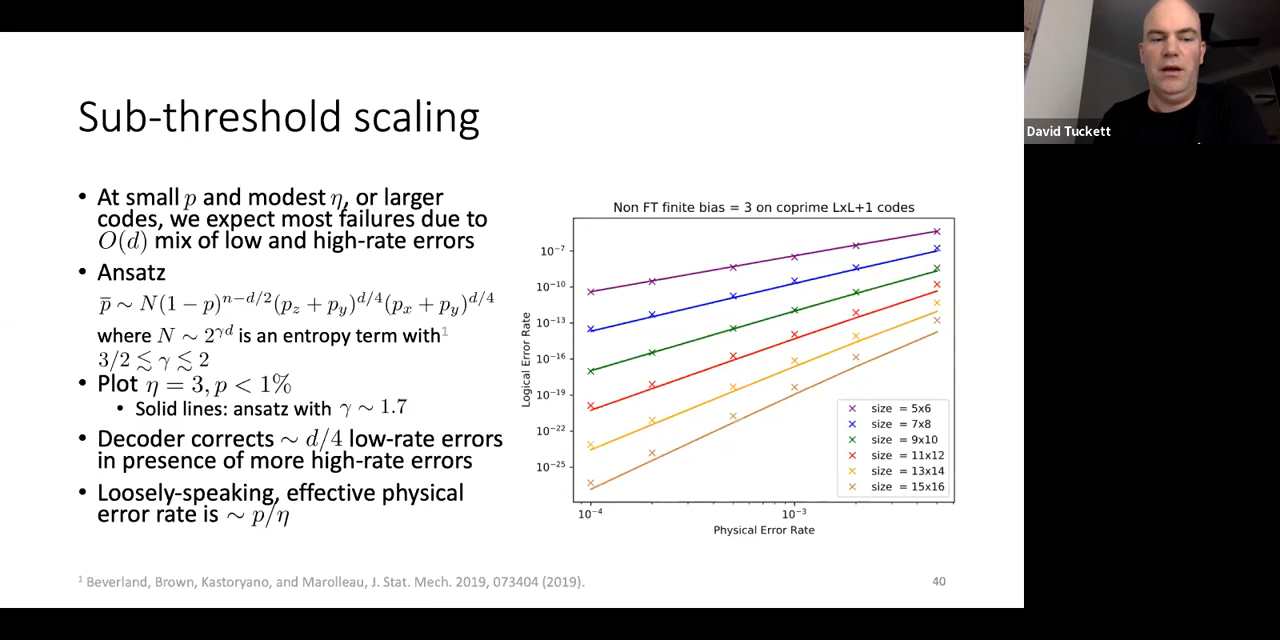 Sub-threshold scaling
• At small p and modest η, or larger
codes, we expect most failures due to
O(d) mix of low and high-rate errors
• Ansatz
p̅ ∼ N(1 − p)^{n−d/2}(p_z + p_y)^{d/4}(p_x + p_y)^{d/4}
where N ∼ 2^{γd} is an entropy term with¹
3/2 ≲ γ ≲ 2
• Plot η = 3, p < 1%
• Solid lines: ansatz with γ ∼ 1.7
• Decoder corrects ∼ d/4 low-rate errors
in presence of more high-rate errors
• Loosely-speaking, effective physical
error rate is ∼ p/η
Non FT finite bias = 3 on coprime LxL+1 codes
Logical Error Rate
10⁻⁷
10⁻¹⁰
10⁻¹³
10⁻¹⁶
10⁻¹⁹
10⁻²²
10⁻²⁵
size = 5x6
size = 7x8
size = 9x10
size = 11x12
size = 13x14
size = 15x16
10⁻⁴
10⁻³
Physical Error Rate
¹ Beverland, Brown, Kastoryano, and Marolleau, J. Stat. Mech. 2019, 073404 (2019).
40
David Tuckett